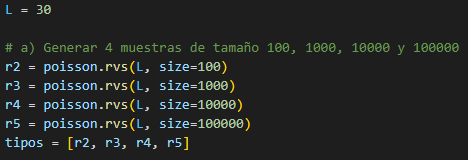 L = 30
# a) Generar 4 muestras de tamaño 100, 1000, 10000 y 100000
r2 = poisson.rvs(L, size=100)
r3 = poisson.rvs(L, size=1000)
r4 = poisson.rvs(L, size=10000)
r5 = poisson.rvs(L, size=100000)
tipos = [r2, r3, r4, r5]